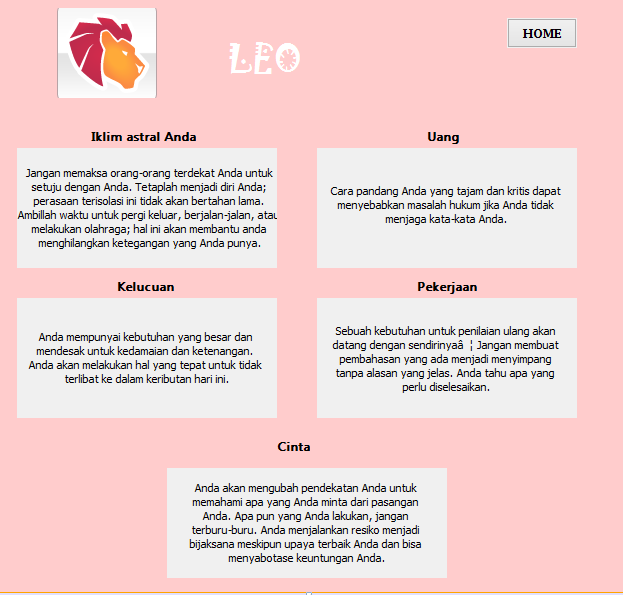 LEO
HOME
Iklim astral Anda
Jangan memaksa orang-orang terdekat Anda untuk
setuju dengan Anda. Tetaplah menjadi diri Anda;
perasaan terisolasi ini tidak akan bertahan lama.
Ambillah waktu untuk pergi keluar, berjalan-jalan, atau
melakukan olahraga; hal ini akan membantu anda
menghilangkan ketegangan yang Anda punya.
Uang
Cara pandang Anda yang tajam dan kritis dapat
menyebabkan masalah hukum jika Anda tidak
menjaga kata-kata Anda.
Kelucuan
Anda mempunyai kebutuhan yang besar dan
mendesak untuk kedamaian dan ketenangan.
Anda akan melakukan hal yang tepat untuk tidak
terlibat ke dalam keributan hari ini.
Pekerjaan
Sebuah kebutuhan untuk penilaian ulang akan
datang dengan sendirinyaâ ¦ Jangan membuat
pembahasan yang ada menjadi menyimpang
tanpa alasan yang jelas. Anda tahu apa yang
perlu diselesaikan.
Cinta
Anda akan mengubah pendekatan Anda untuk
memahami apa yang Anda minta dari pasangan
Anda. Apa pun yang Anda lakukan, jangan
terburu-buru. Anda menjalankan resiko menjadi
bijaksana meskipun upaya terbaik Anda dan bisa
menyabotase keuntungan Anda.